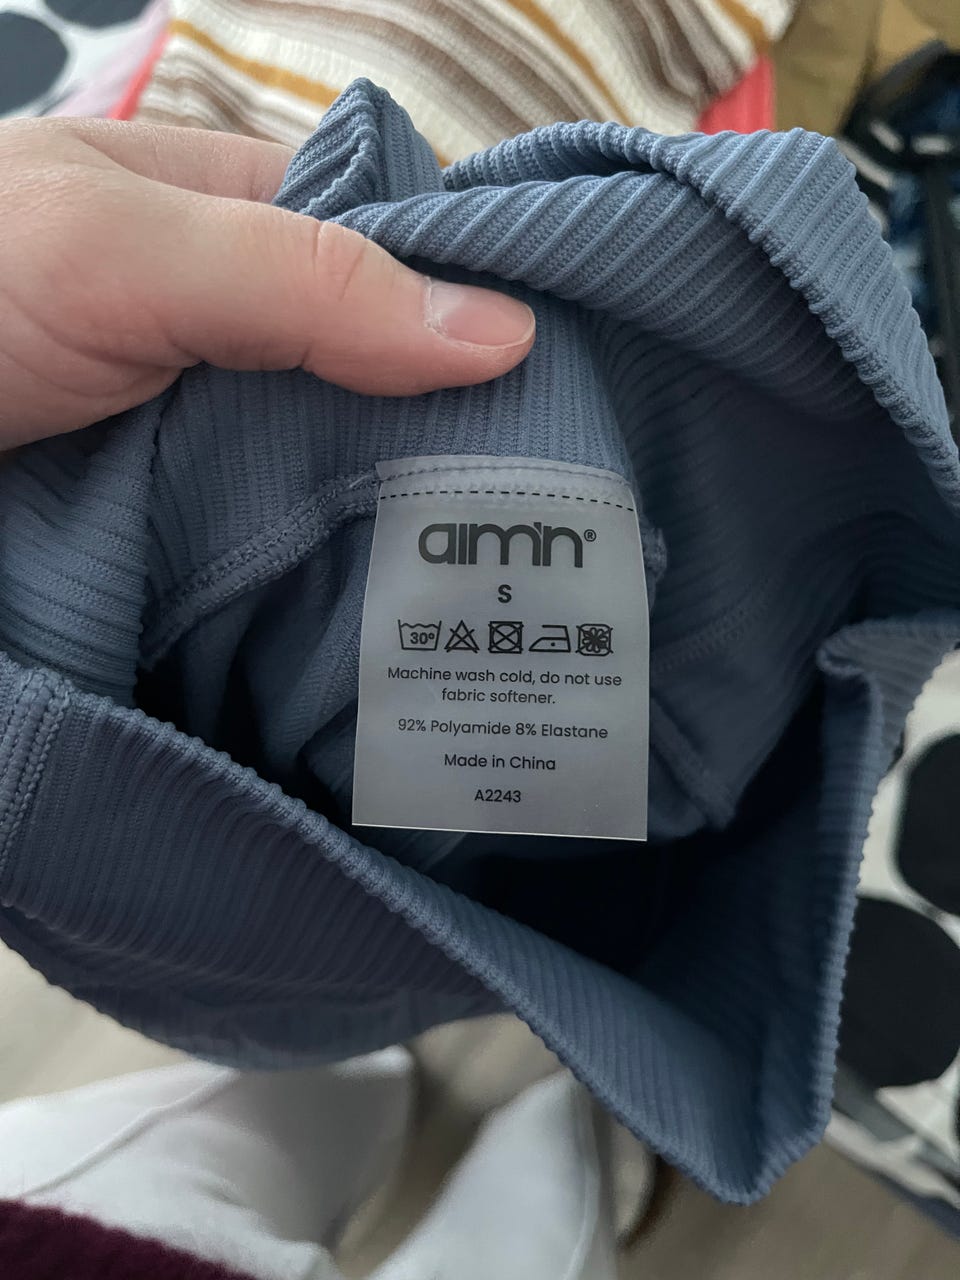 aim'n®
S
30°
Machine wash cold, do not use
fabric softener.
92% Polyamide 8% Elastane
Made in China
A2243